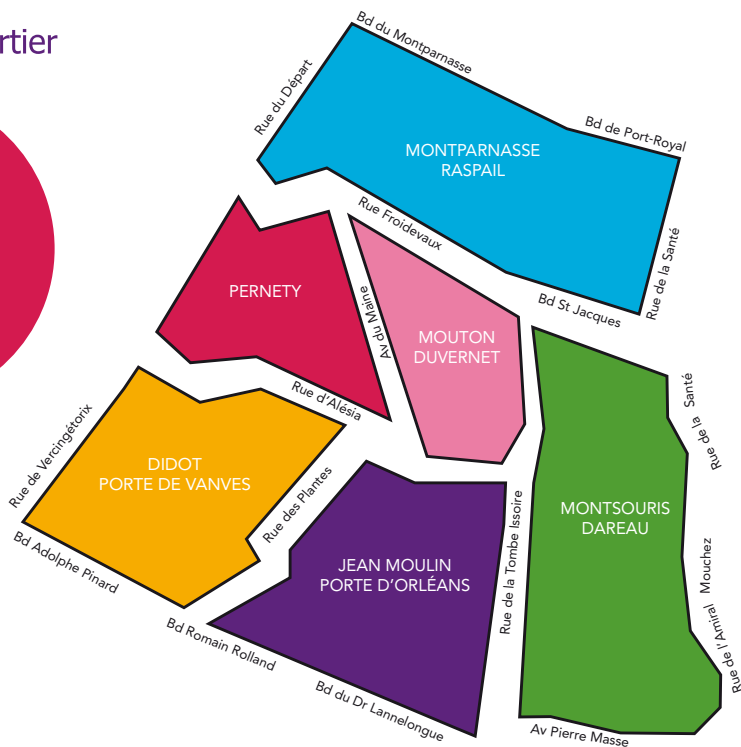 rtier
Bd du Montparnasse
Rue du Départ
Bd de Port-Royal
MONTPARNASSE
RASPAIL
Rue Froidevaux
Rue de la Santé
Bd St Jacques
PERNETY
Av du Maine
MOUTON
DUVERNET
Rue d'Alésia
Rue de la Santé
Rue de Vercingétorix
DIDOT
PORTE DE VANVES
Rue des Plantes
MONTSOURIS
DAREAU
Rue de la Tombe Issoire
Bd Adolphe Pinard
JEAN MOULIN
PORTE D'ORLÉANS
Rue de l'Amiral Mouchez
Bd Romain Rolland
Bd du Dr Lannelongue
Av Pierre Masse